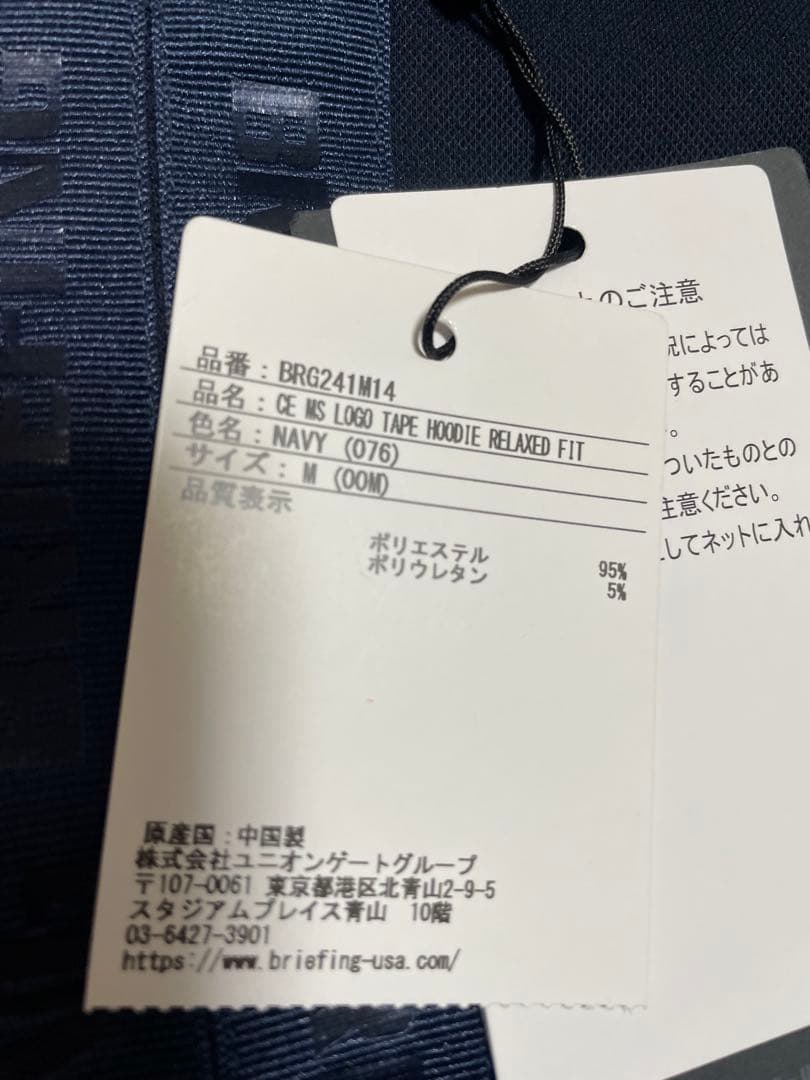 品番：BRG241M14
品名：CE MS LOGO TAPE HOODIE RELAXED FIT
色名：NAVY (076)
サイズ：M (00M)
品質表示
ポリエステル 95%
ポリウレタン 5%
原産国：中国製
株式会社ユニオンゲートグループ
〒107-0061 東京都港区北青山2-9-5
スタジアムプレイス青山 10階
03-6427-3901
https://www.briefing-usa.com/
のご注意
況によっては
することがあ
。
ついたものとの
注意ください。
してネットに入れ